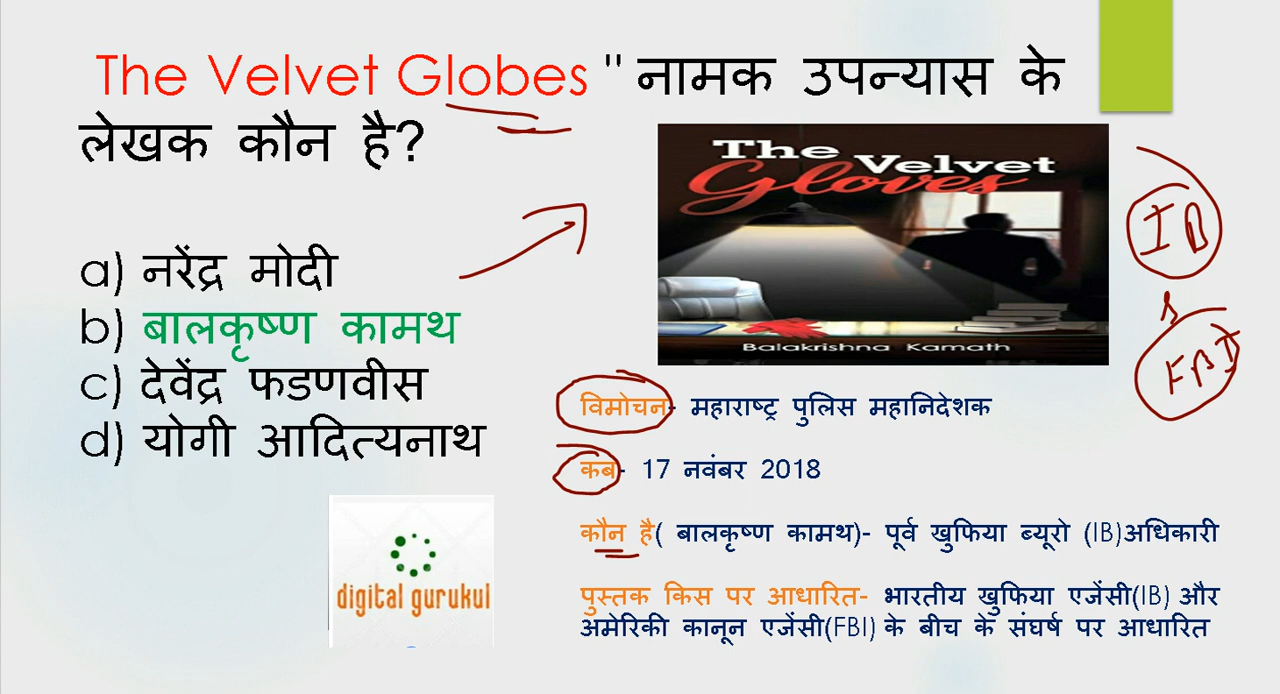 The Velvet Globes " नामक उपन्यास के
लेखक कौन है?
a) नरेंद्र मोदी
b) बालकृष्ण कामथ
c) देवेंद्र फडणवीस
d) योगी आदित्यनाथ
The Velvet
Gloves
Balakrishna Kamath
IB
FBI
विमोचन- महाराष्ट्र पुलिस महानिदेशक
कब- 17 नवंबर 2018
कौन है( बालकृष्ण कामथ)- पूर्व खुफिया ब्यूरो (IB)अधिकारी
पुस्तक किस पर आधारित- भारतीय खुफिया एजेंसी(IB) और
अमेरिकी कानून एजेंसी(FBI) के बीच के संघर्ष पर आधारित
digital gurukul